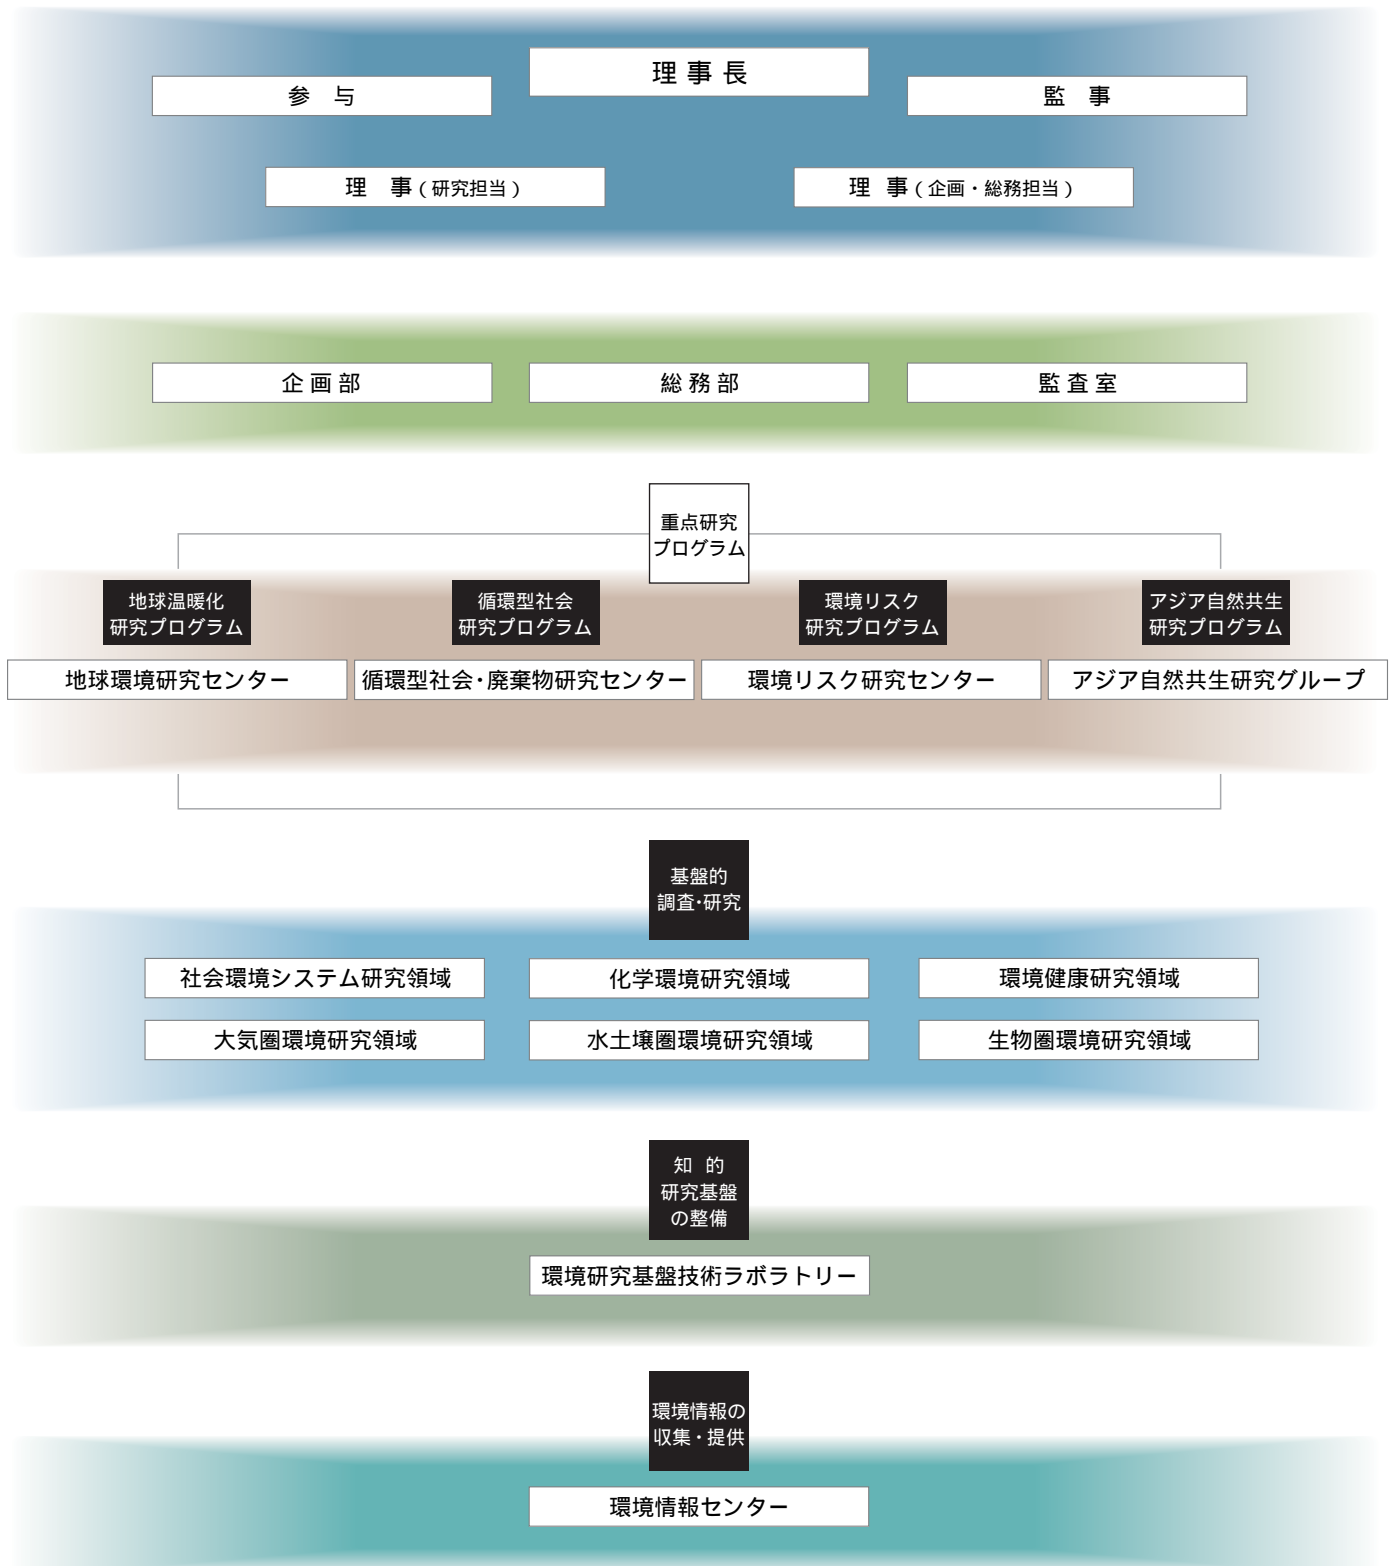 理事長
参 与
監 事
理 事（研究担当）
理 事（企画・総務担当）
企画部
総務部
監査室
重点研究
プログラム
地球温暖化
研究プログラム
循環型社会
研究プログラム
環境リスク
研究プログラム
アジア自然共生
研究プログラム
地球環境研究センター
循環型社会・廃棄物研究センター
環境リスク研究センター
アジア自然共生研究グループ
基盤的
調査・研究
社会環境システム研究領域
化学環境研究領域
環境健康研究領域
大気圏環境研究領域
水土壌圏環境研究領域
生物圏環境研究領域
知 的
研究基盤
の整備
環境研究基盤技術ラボラトリー
環境情報の
収集・提供
環境情報センター